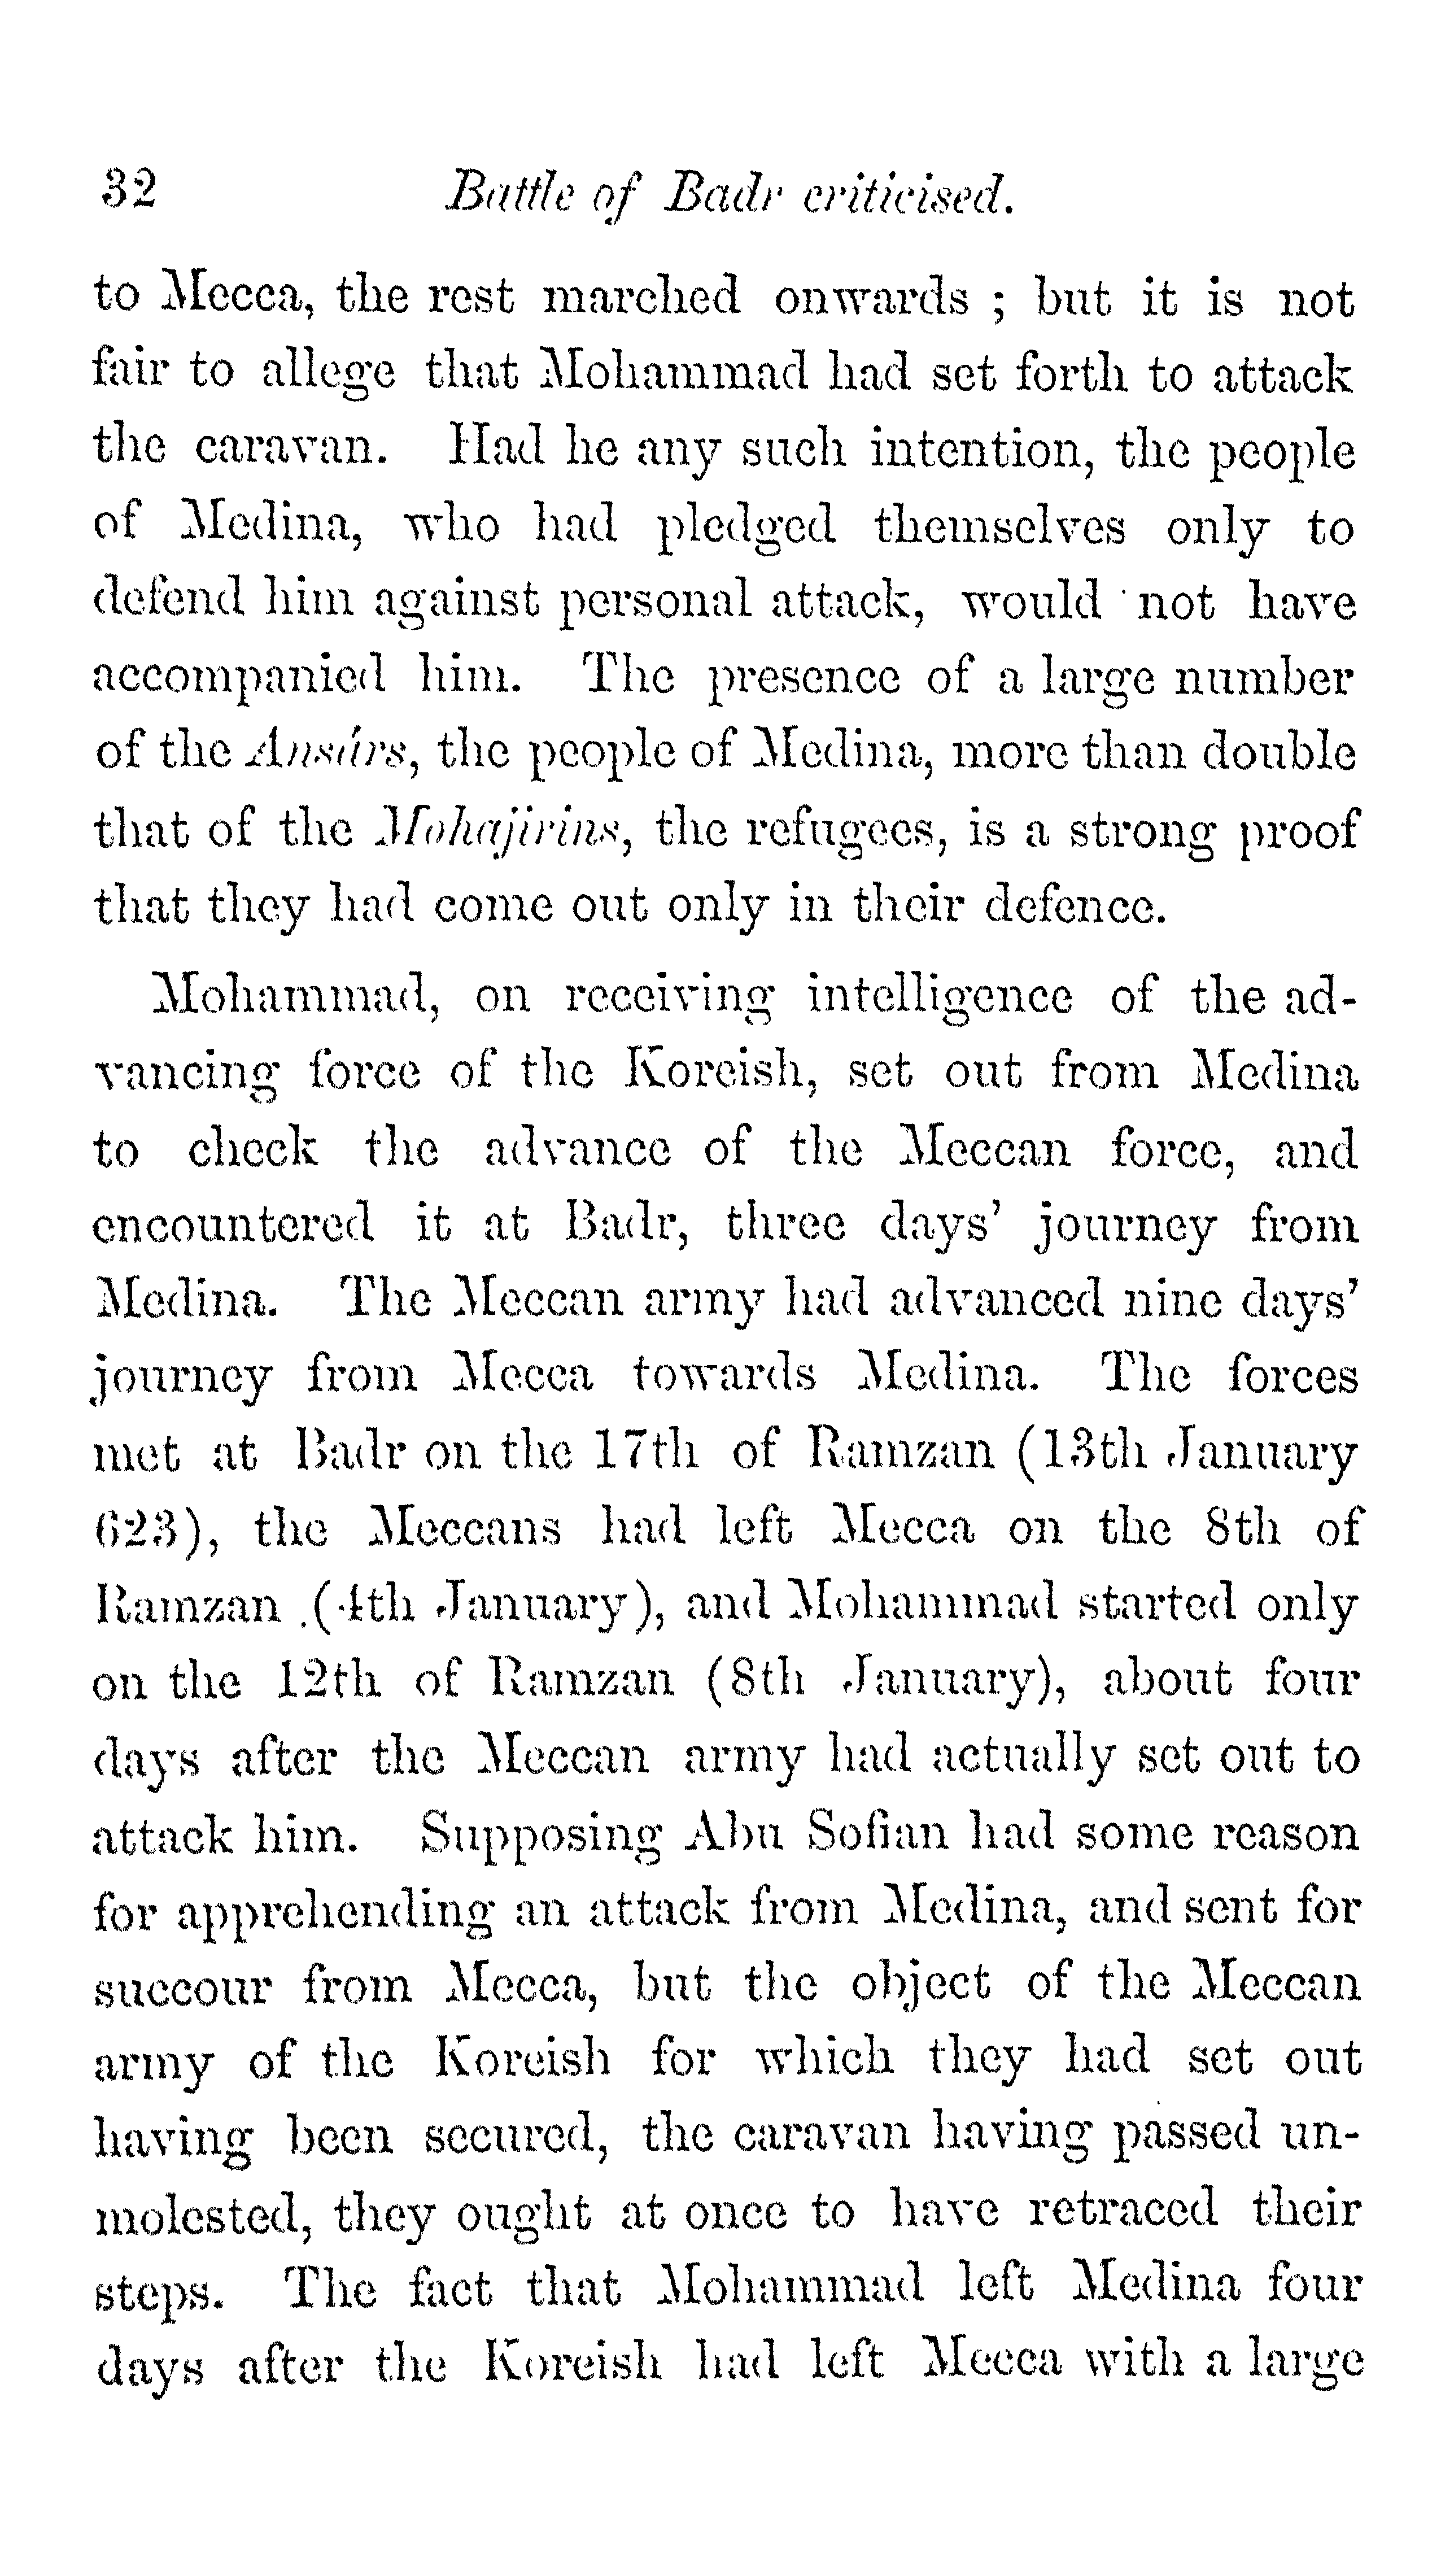 32 Battle of Badr criticised.
to Mecca, the rest marched onwards ; but it is not
fair to allege that Mohammad had set forth to attack
the caravan. Had he any such intention, the people
of Medina, who had pledged themselves only to
defend him against personal attack, would not have
accompanied him. The presence of a large number
of the Ansárs, the people of Medina, more than double
that of the Mohajirins, the refugees, is a strong proof
that they had come out only in their defence.
Mohammad, on receiving intelligence of the ad-
vancing force of the Koreish, set out from Medina
to check the advance of the Meccan force, and
encountered it at Badr, three days' journey from
Medina. The Meccan army had advanced nine days'
journey from Mecca towards Medina. The forces
met at Badr on the 17th of Ramzan (13th January
623), the Meccans had left Mecca on the 8th of
Ramzan (4th January), and Mohammad started only
on the 12th of Ramzan (8th January), about four
days after the Meccan army had actually set out to
attack him. Supposing Abu Sofian had some reason
for apprehending an attack from Medina, and sent for
succour from Mecca, but the object of the Meccan
army of the Koreish for which they had set out
having been secured, the caravan having passed un-
molested, they ought at once to have retraced their
steps. The fact that Mohammad left Medina four
days after the Koreish had left Mecca with a large